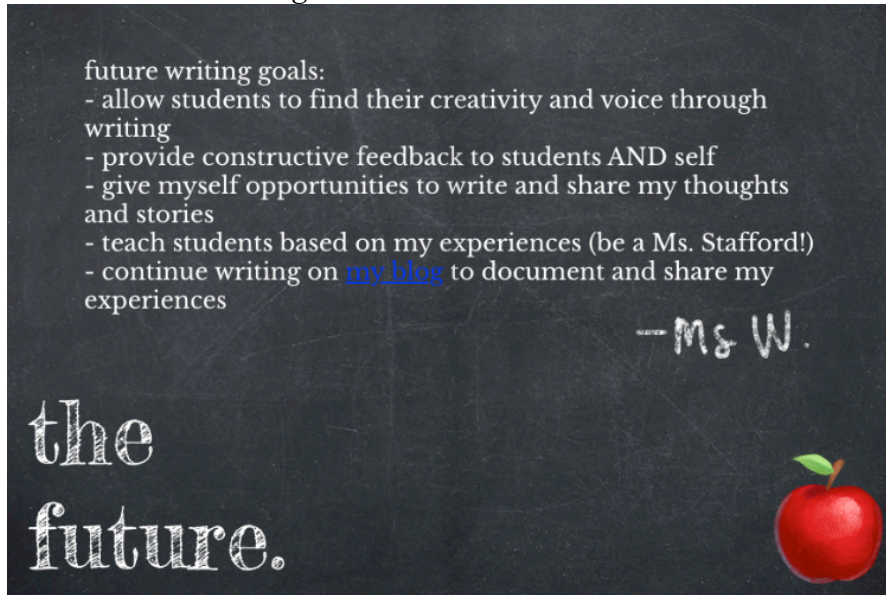 future writing goals:
- allow students to find their creativity and voice through
writing
- provide constructive feedback to students AND self
- give myself opportunities to write and share my thoughts
and stories
- teach students based on my experiences (be a Ms. Stafford!)
- continue writing on my blog to document and share my
experiences
-Ms W.
the
future.